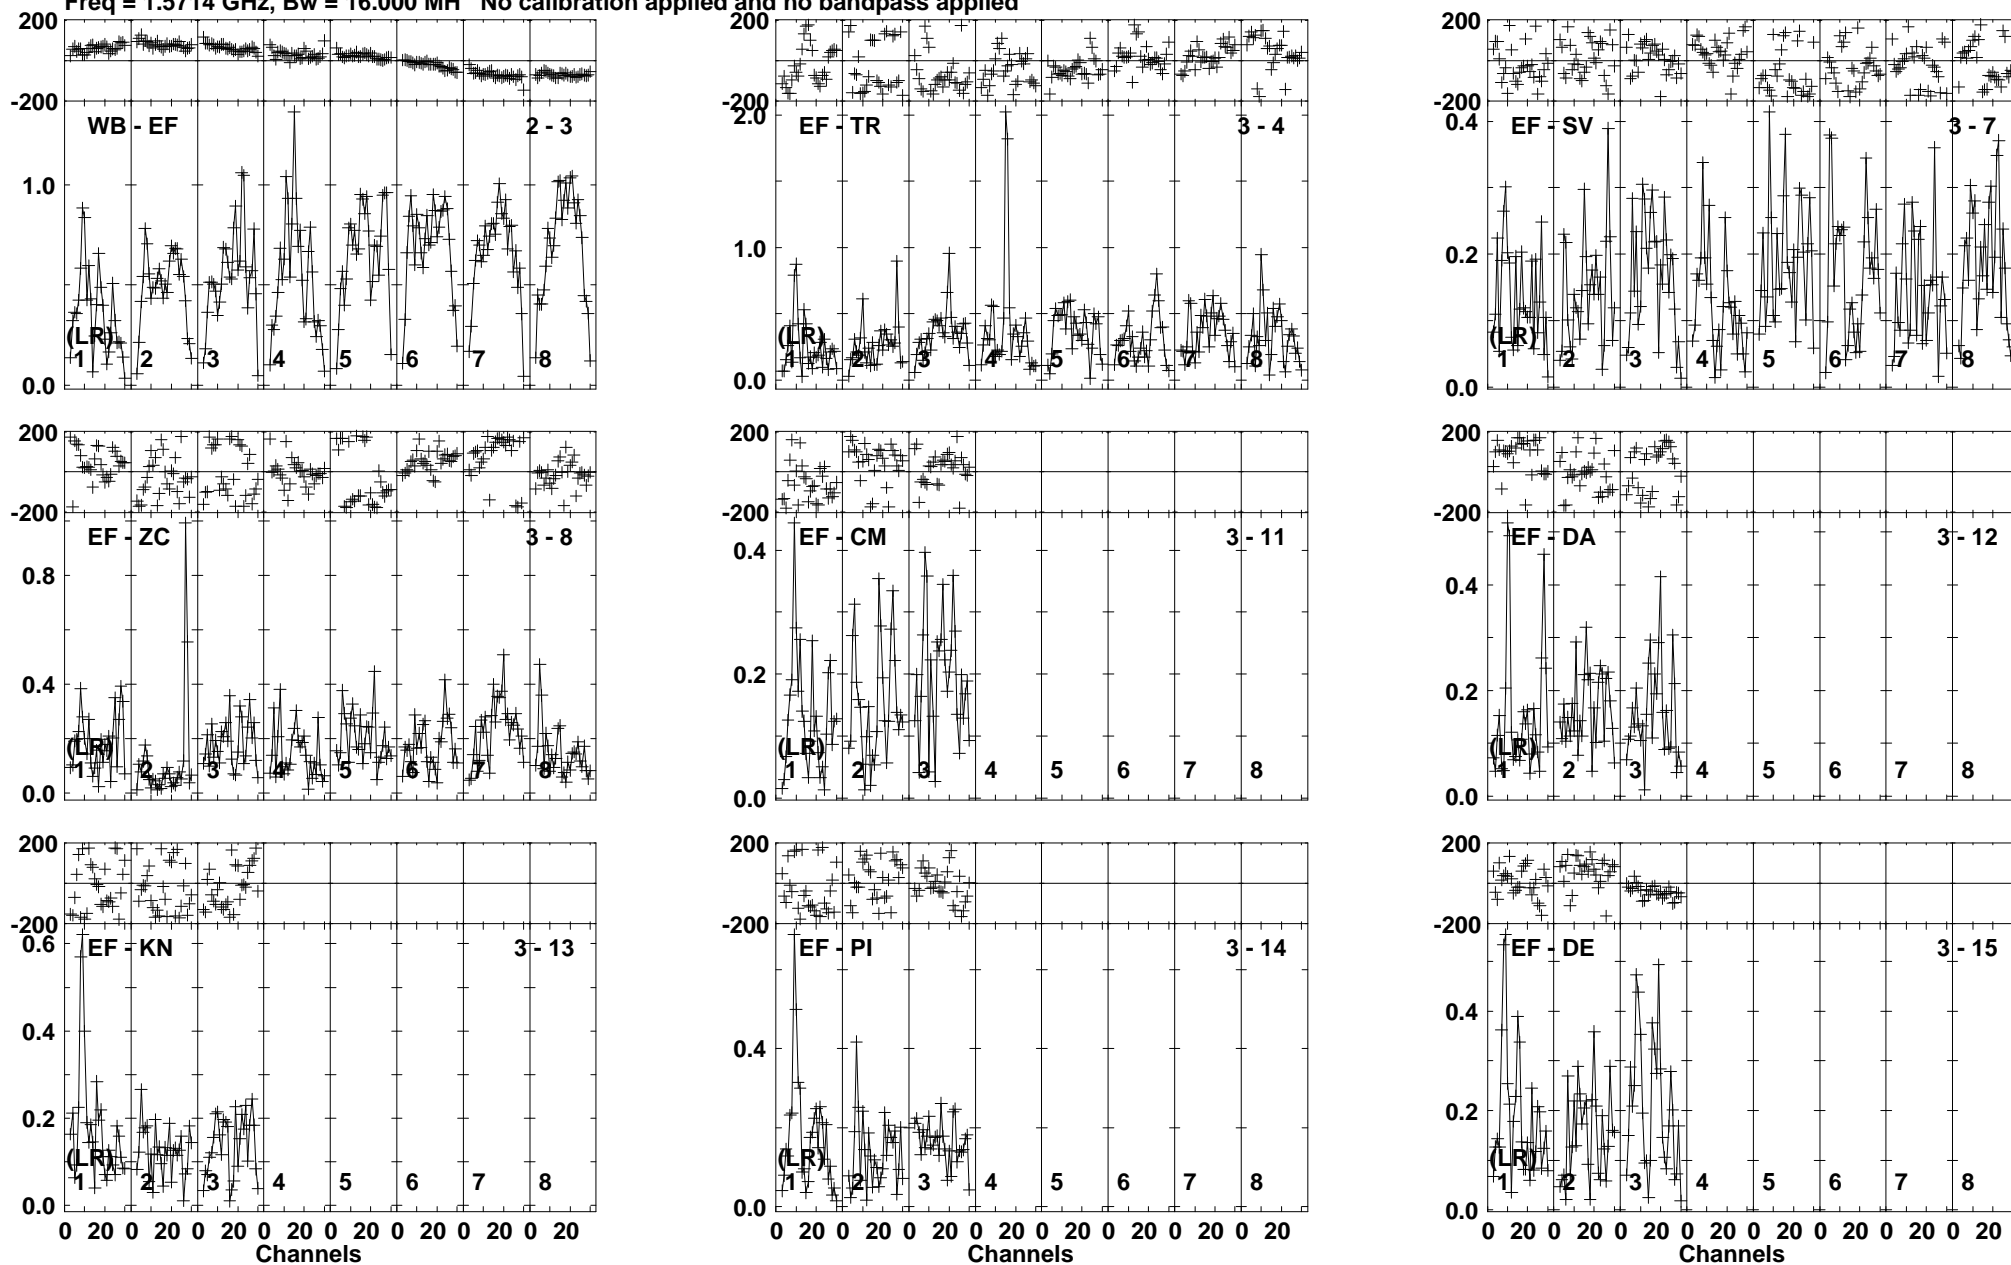 Freq = 1.5714 GHz, Bw = 16.000 MH   No calibration applied and no bandpass applied
200 200 200
-200 -200 -200
WB - EF 2 - 3 EF - TR 3 - 4 EF - SV 3 - 7
2.0 0.4
1.0 1.0 0.2
(LR) (LR) (LR)
1 2 3 4 5 6 7 8 1 2 3 4 5 6 7 8 1 2 3 4 5 6 7 8
0.0 0.0 0.0
200 200 200
-200 -200 -200
EF - ZC 3 - 8 EF - CM 3 - 11 EF - DA 3 - 12
0.8 0.4 0.4
0.4 0.2 0.2
(LR) (LR) (LR)
1 2 3 4 5 6 7 8 1 2 3 4 5 6 7 8 1 2 3 4 5 6 7 8
0.0 0.0 0.0
200 200 200
-200 -200 -200
EF - KN 3 - 13 EF - PI 3 - 14 EF - DE 3 - 15
0.6
0.4 0.4 0.4
0.2 0.2
(LR) (LR) (LR)
1 2 3 4 5 6 7 8 1 2 3 4 5 6 7 8 1 2 3 4 5 6 7 8
0.0 0.0 0.0
0 20 0 20 0 20 0 20 0 20 0 20 0 20 0 20 0 20 0 20 0 20 0 20 0 20 0 20 0 20 0 20 0 20 0 20 0 20 0 20 0 20 0 20 0 20 0 20
Channels Channels Channels